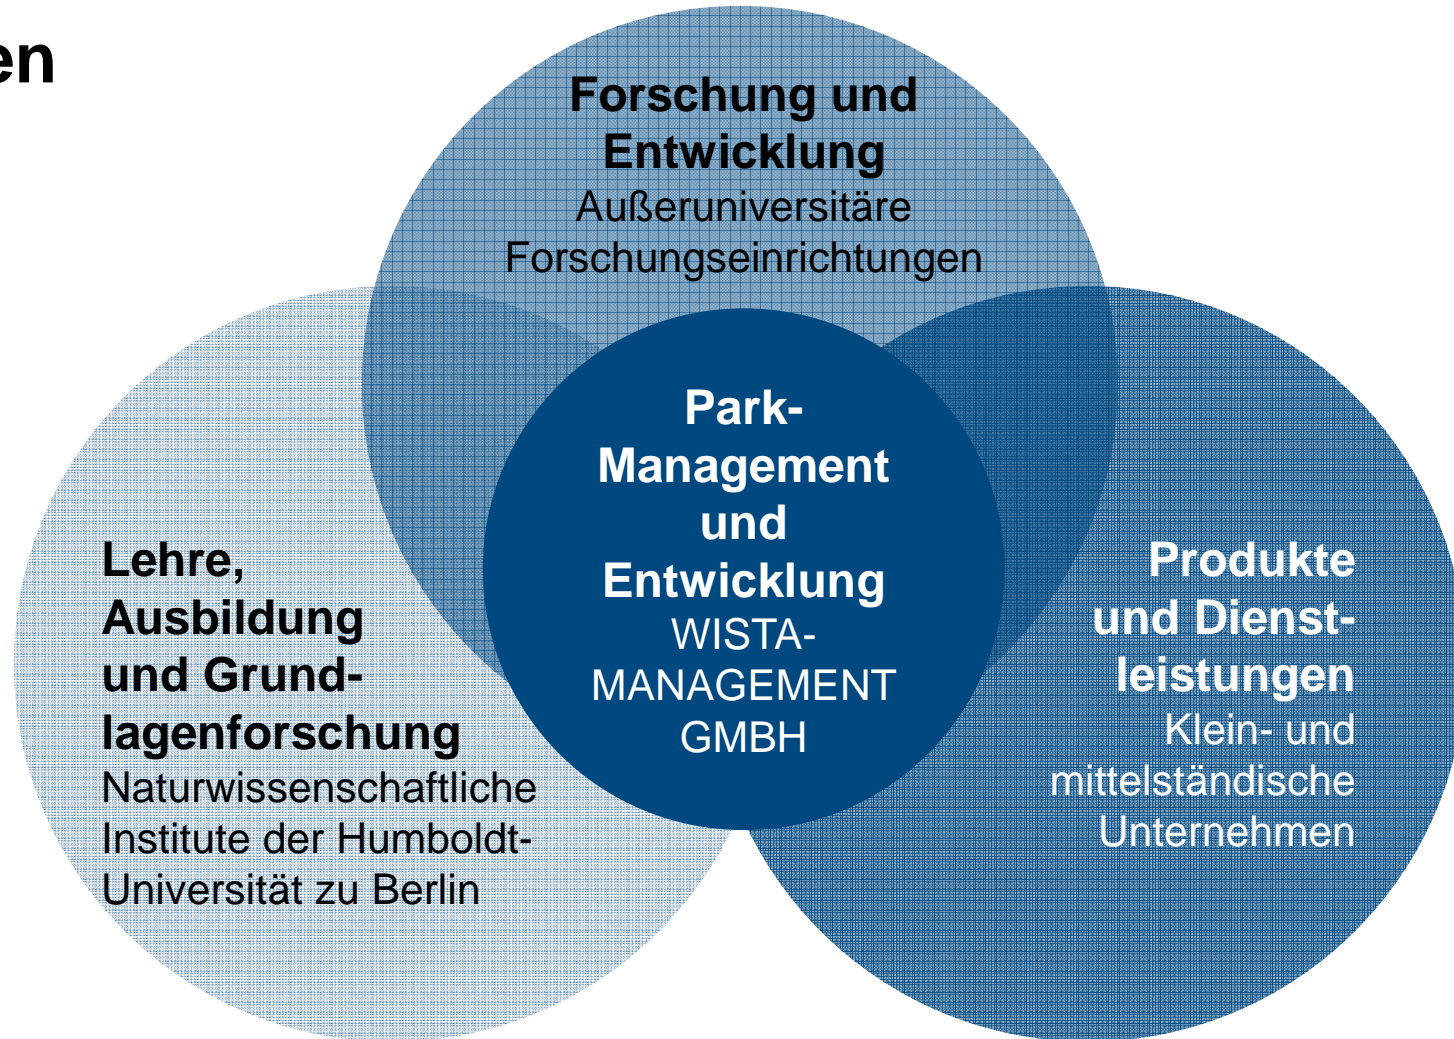 en
Forschung und
Entwicklung
Außeruniversitäre
Forschungseinrichtungen
Park-
Management
und
Entwicklung
WISTA-
MANAGEMENT
GMBH
Lehre,
Ausbildung
und Grund-
lagenforschung
Naturwissenschaftliche
Institute der Humboldt-
Universität zu Berlin
Produkte
und Dienst-
leistungen
Klein- und
mittelständische
Unternehmen